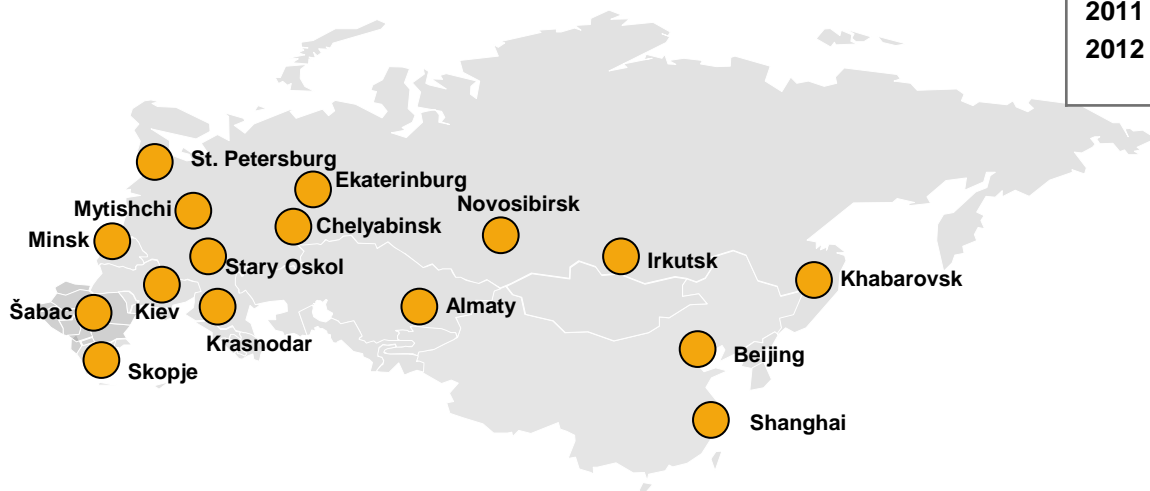 2011
2012
St. Petersburg
Ekaterinburg
Mytishchi
Novosibirsk
Chelyabinsk
Minsk
Stary Oskol
Irkutsk
Khabarovsk
Šabac
Kiev
Almaty
Krasnodar
Beijing
Skopje
Shanghai